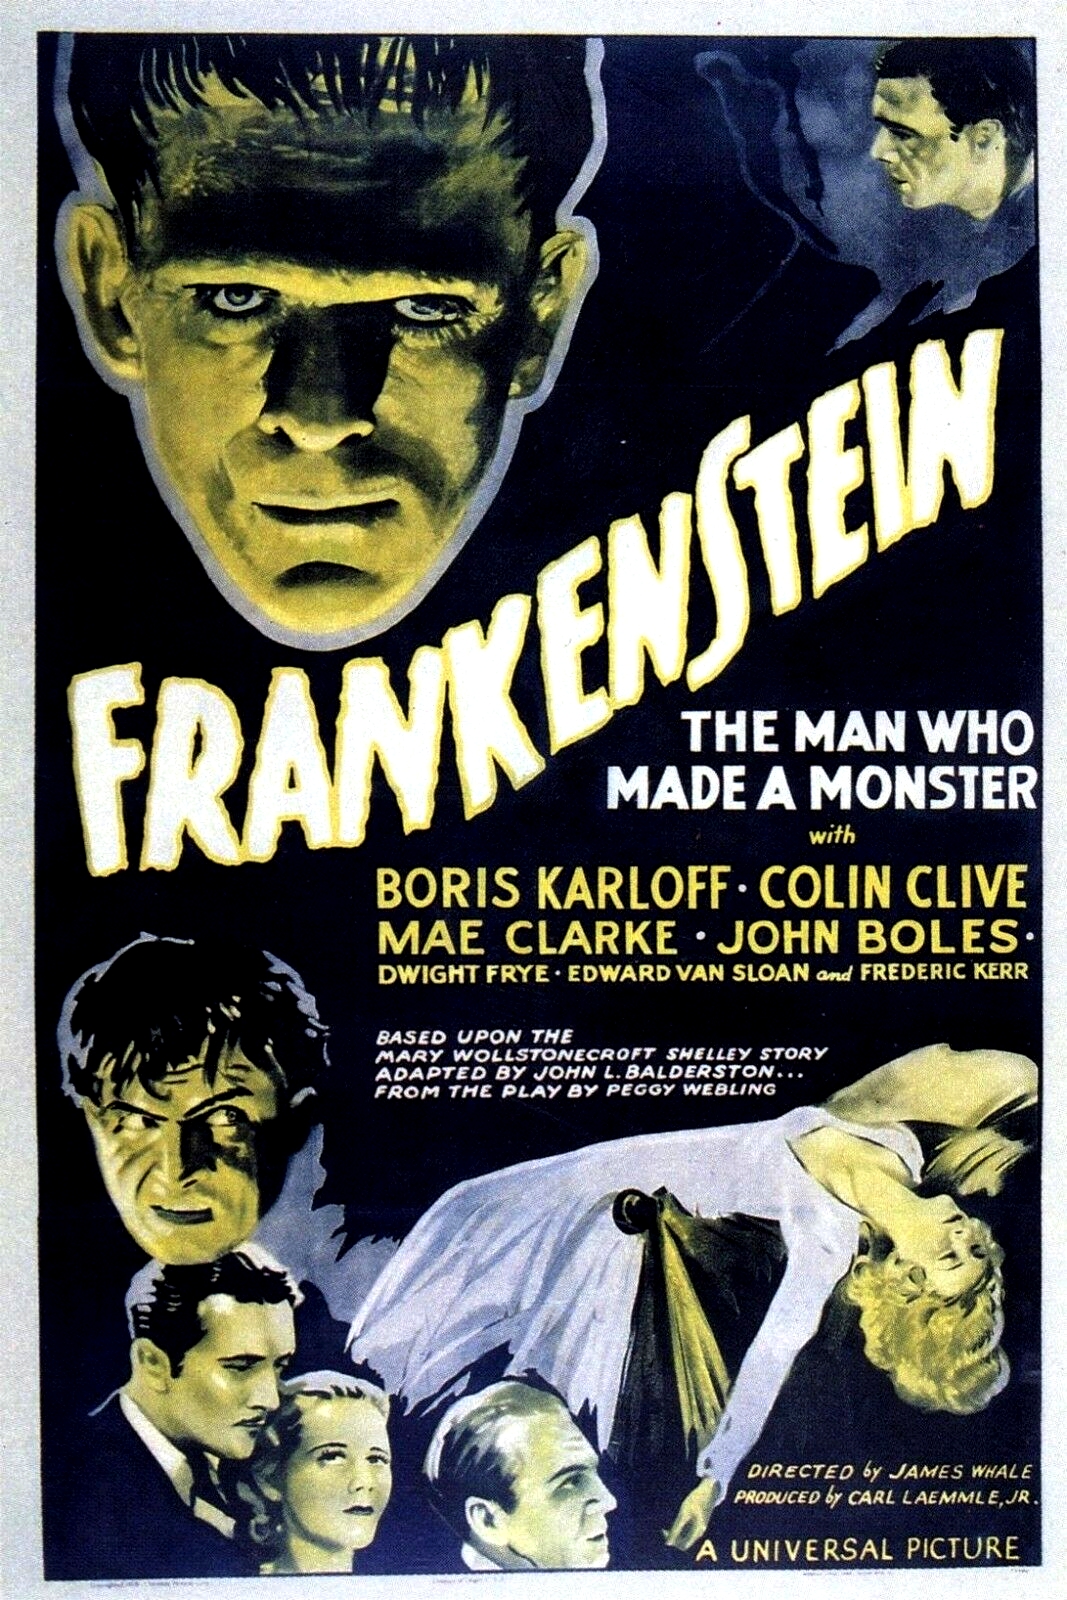 FRANKENSTEIN
THE MAN WHO
MADE A MONSTER
with
BORIS KARLOFF · COLIN CLIVE
MAE CLARKE · JOHN BOLES ·
DWIGHT FRYE · EDWARD VAN SLOAN and FREDERIC KERR
BASED UPON THE
MARY WOLLSTONECROFT SHELLEY STORY
ADAPTED BY JOHN L. BALDERSTON...
FROM THE PLAY BY PEGGY WEBLING
DIRECTED by JAMES WHALE
PRODUCED by CARL LAEMMLE, JR.
A UNIVERSAL PICTURE